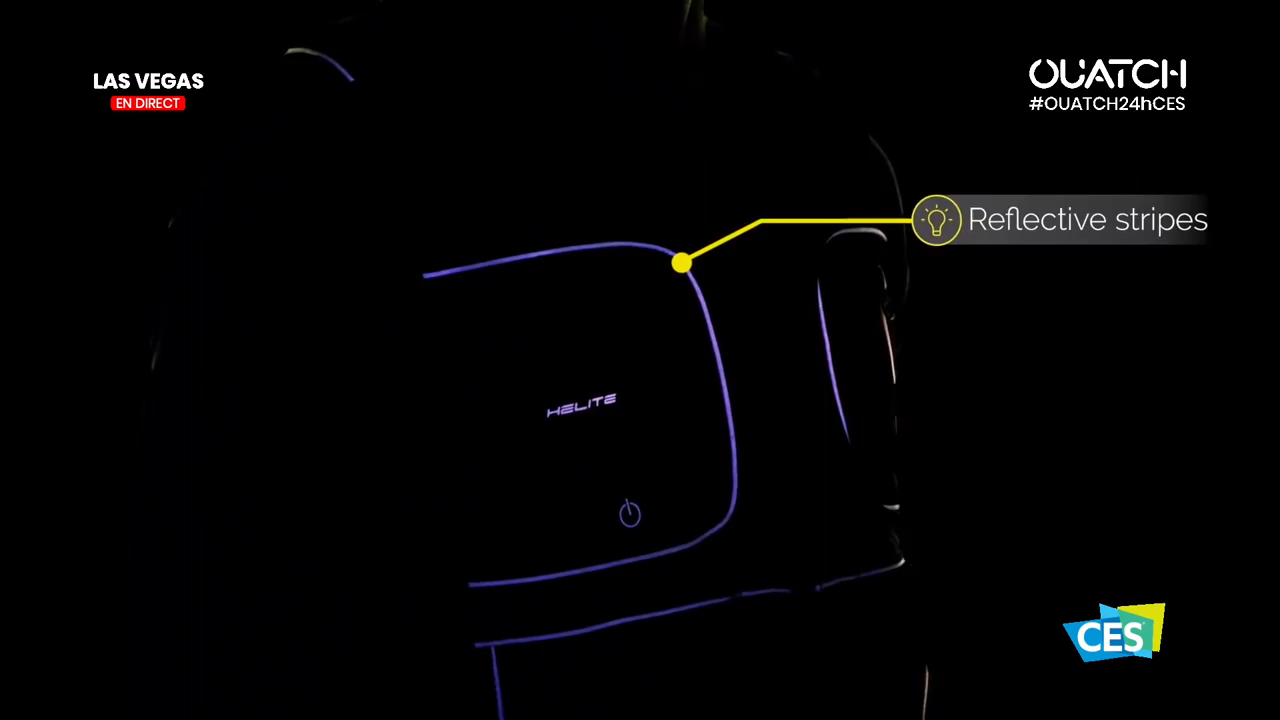 LAS VEGAS
EN DIRECT
OUATCH
#OUATCH24hCES
Reflective stripes
HELITE
CES